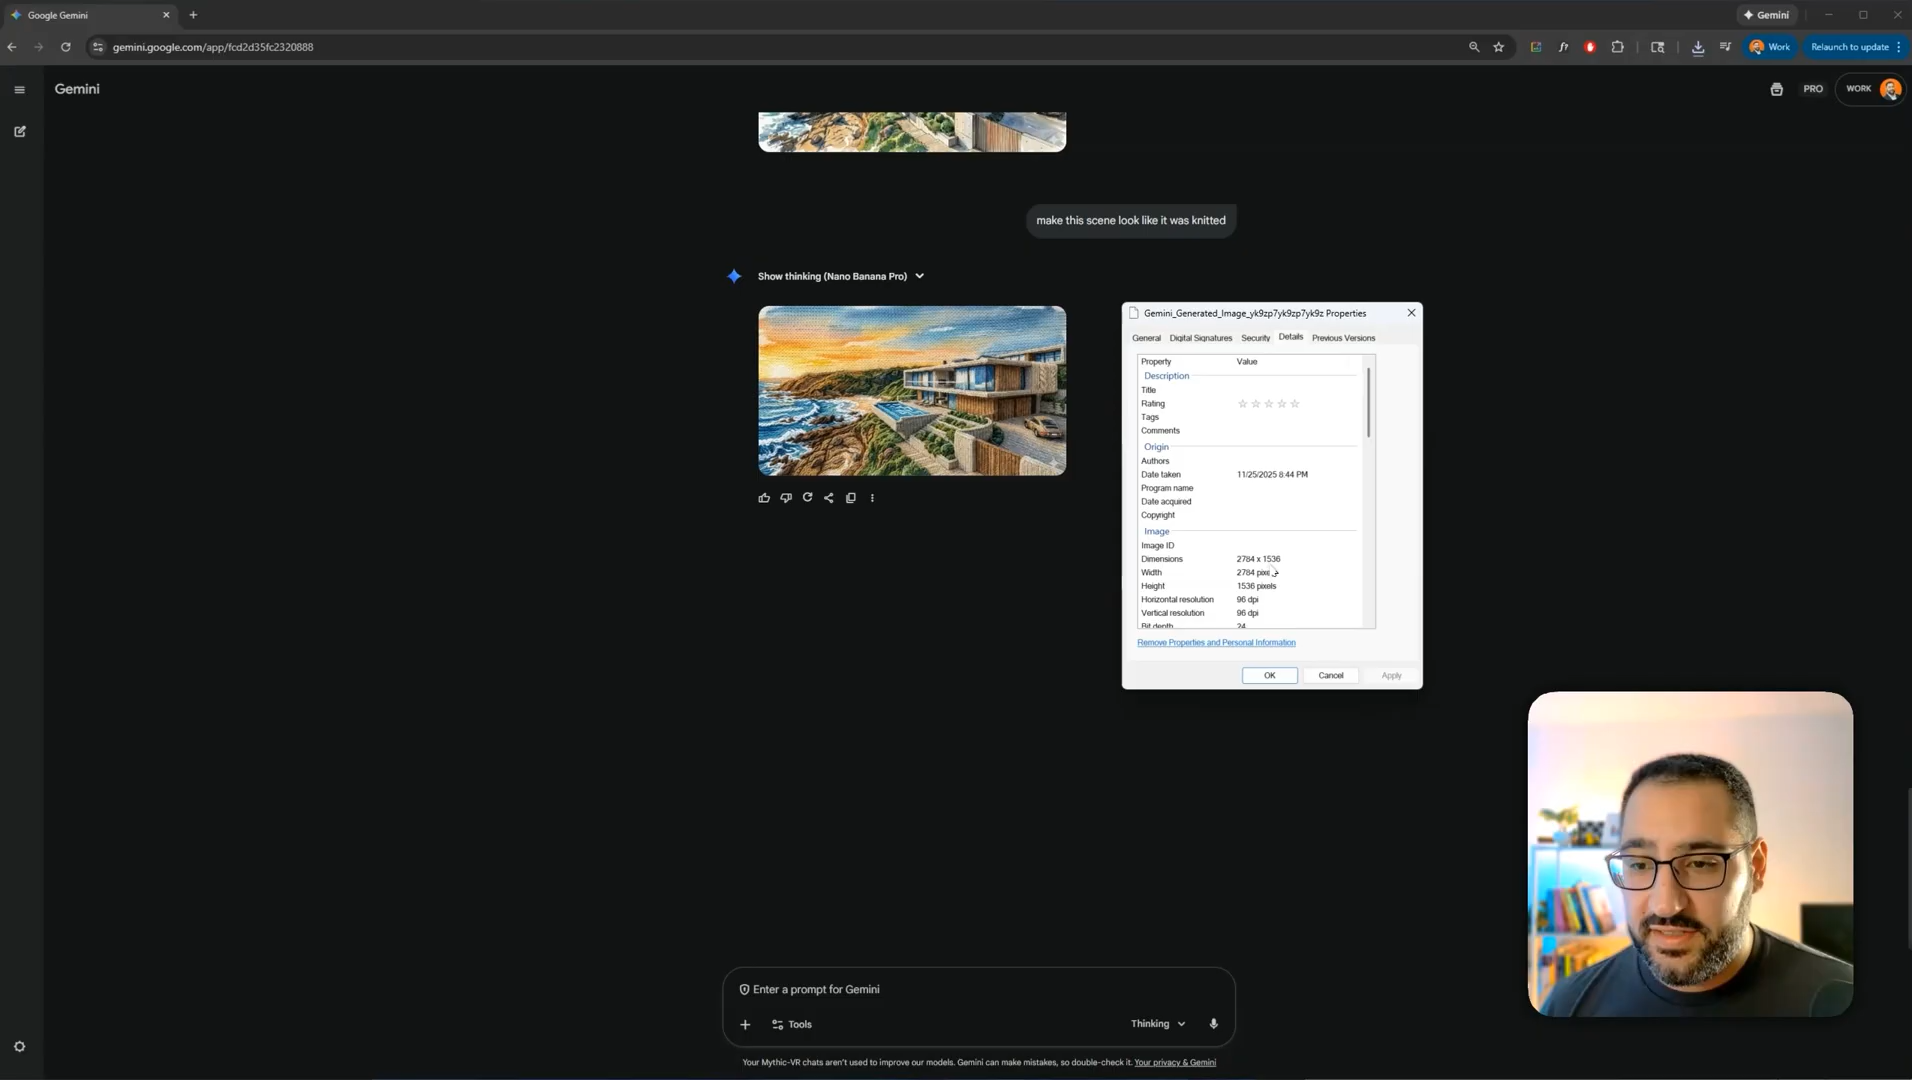 Google Gemini
Gemini
gemini.google.com/app/fcd2d35fc2320888
Work
Relaunch to update
Gemini
PRO
WORK
make this scene look like it was knitted
Show thinking (Nano Banana Pro)
Gemini_Generated_Image_yk9zp7yk9zp7yk9z Properties
General Digital Signatures Security Details Previous Versions
Property Value
Description
Title
Rating
Tags
Comments
Origin
Authors
Date taken 11/25/2025 8:44 PM
Program name
Date acquired
Copyright
Image
Image ID
Dimensions 2784 x 1536
Width 2784 pixels
Height 1536 pixels
Horizontal resolution 96 dpi
Vertical resolution 96 dpi
Bit depth 24
Remove Properties and Personal Information
OK Cancel Apply
Enter a prompt for Gemini
Tools
Thinking
Your Mythic-VR chats aren't used to improve our models. Gemini can make mistakes, so double-check it. Your privacy & Gemini